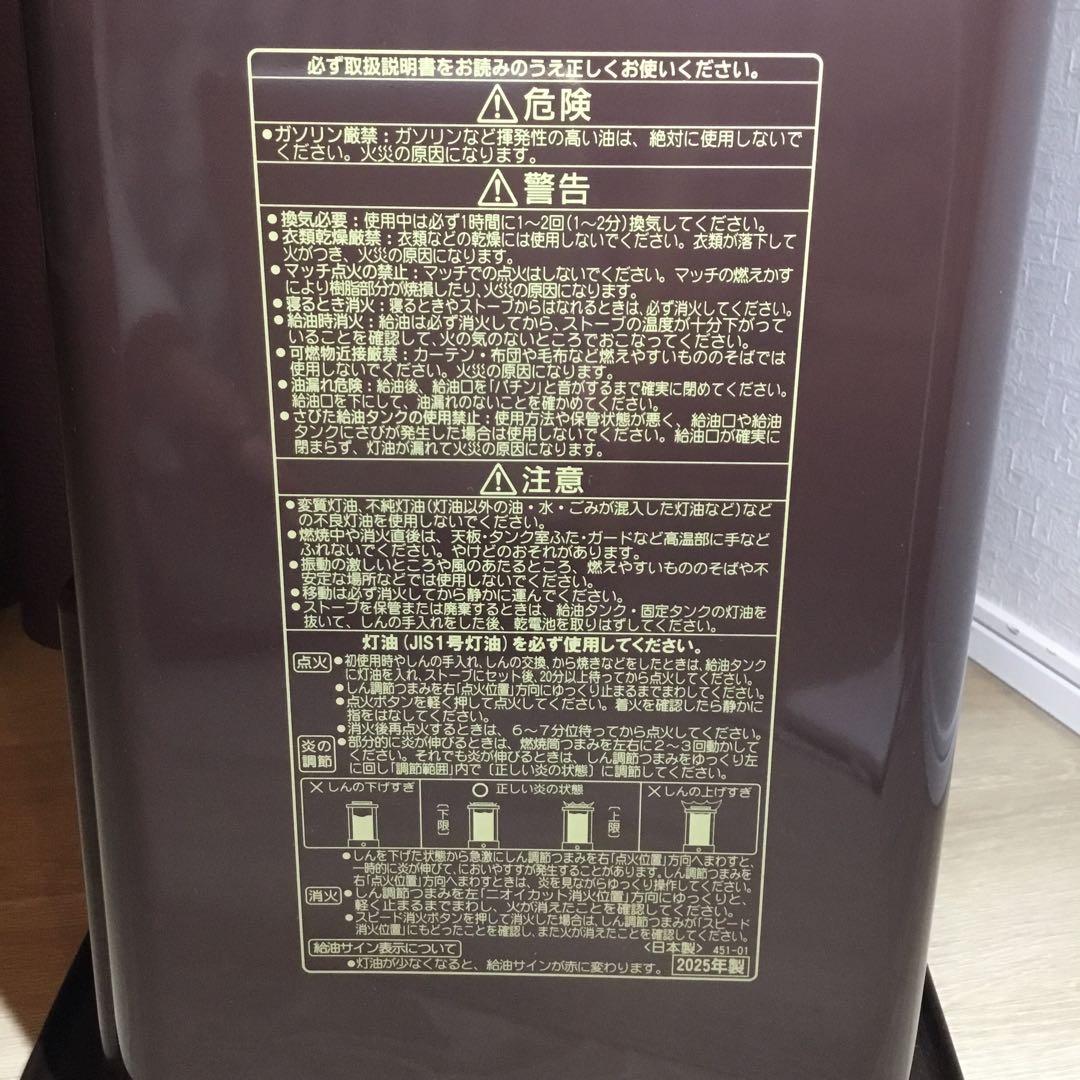 必ず取扱説明書をお読みのうえ正しくお使いください。
⚠危険
●ガソリン厳禁：ガソリンなど揮発性の高い油は、絶対に使用しないで
ください。火災の原因になります。
⚠警告
●換気必要：使用中は必ず1時間に1～2回(1～2分)換気してください。
●衣類乾燥厳禁：衣類などの乾燥には使用しないでください。衣類が落下して
火がつき、火災の原因になります。
●マッチ点火の禁止：マッチでの点火はしないでください。マッチの燃えかす
により樹脂部分が焼損したり、火災の原因になります。
●寝るとき消火：寝るときやストーブからはなれるときは、必ず消火してください。
●給油時消火：給油は必ず消火してから、ストーブの温度が十分下がって
いることを確認して、火の気のないところでおこなってください。
●可燃物近接厳禁：カーテン・布団や毛布など燃えやすいもののそばでは
使用しないでください。火災の原因になります。
●油漏れ危険：給油後、給油口を「パチン」と音がするまで確実に閉めてください。
給油口を下にして、油漏れのないことを確かめてください。
●さびた給油タンクの使用禁止：使用方法や保管状態が悪く、給油口や給油
タンクにさびが発生した場合は使用しないでください。給油口が確実に
閉まらず、灯油が漏れて火災の原因になります。
⚠注意
●変質灯油、不純灯油(灯油以外の油・水・ごみが混入した灯油など)など
の不良灯油を使用しないでください。
●燃焼中や消火直後は、天板・タンク室ふた・ガードなど高温部に手など
ふれないでください。やけどのおそれがあります。
●振動の激しいところや風のあたるところ、燃えやすいもののそばや不
安定な場所などでは使用しないでください。
●移動は必ず消火してから静かに運んでください。
●ストーブを保管または廃棄するときは、給油タンク・固定タンクの灯油を
抜いて、しんの手入れをした後、乾電池を取りはずしてください。
灯油(JIS1号灯油)を必ず使用してください。
点火 ●初使用時やしんの手入れ、しんの交換、から焼きなどをしたときは、給油タンク
に灯油を入れ、ストーブにセット後、20分以上待ってから点火してください。
●しん調節つまみを右「点火位置」方向にゆっくり止まるまでまわしてください。
●点火ボタンを軽く押して点火してください。着火を確認したら静かに
指をはなしてください。
●消火後再点火するときは、6～7分位待ってから点火してください。
炎の調節 ●部分的に炎が伸びるときは、燃焼筒つまみを左右に2～3回動かして
ください。それでも炎が伸びるときは、しん調節つまみをゆっくり左
に回し「調節範囲」内で〔正しい炎の状態〕に調節してください。
×しんの下げすぎ ○正しい炎の状態 ×しんの上げすぎ
〔下限〕 〔上限〕
●しんを下げた状態から急激にしん調節つまみを右「点火位置」方向へまわすと、
一時的に炎が伸びて、においやすすが発生することがあります。しん調節つまみを
右「点火位置」方向へまわすときは、炎を見ながらゆっくり操作してください。
消火 ●しん調節つまみを左「ニオイカット消火位置」方向にゆっくりと、
軽く止まるまでまわし、火が消えたことを確認してください。
●スピード消火ボタンを押して消火した場合は、しん調節つまみが「スピード
消火位置」にもどったことを確認し、また火が消えたことを確認してください。
給油サイン表示について 〈日本製〉 451-01
●灯油が少なくなると、給油サインが赤に変わります。 2025年製